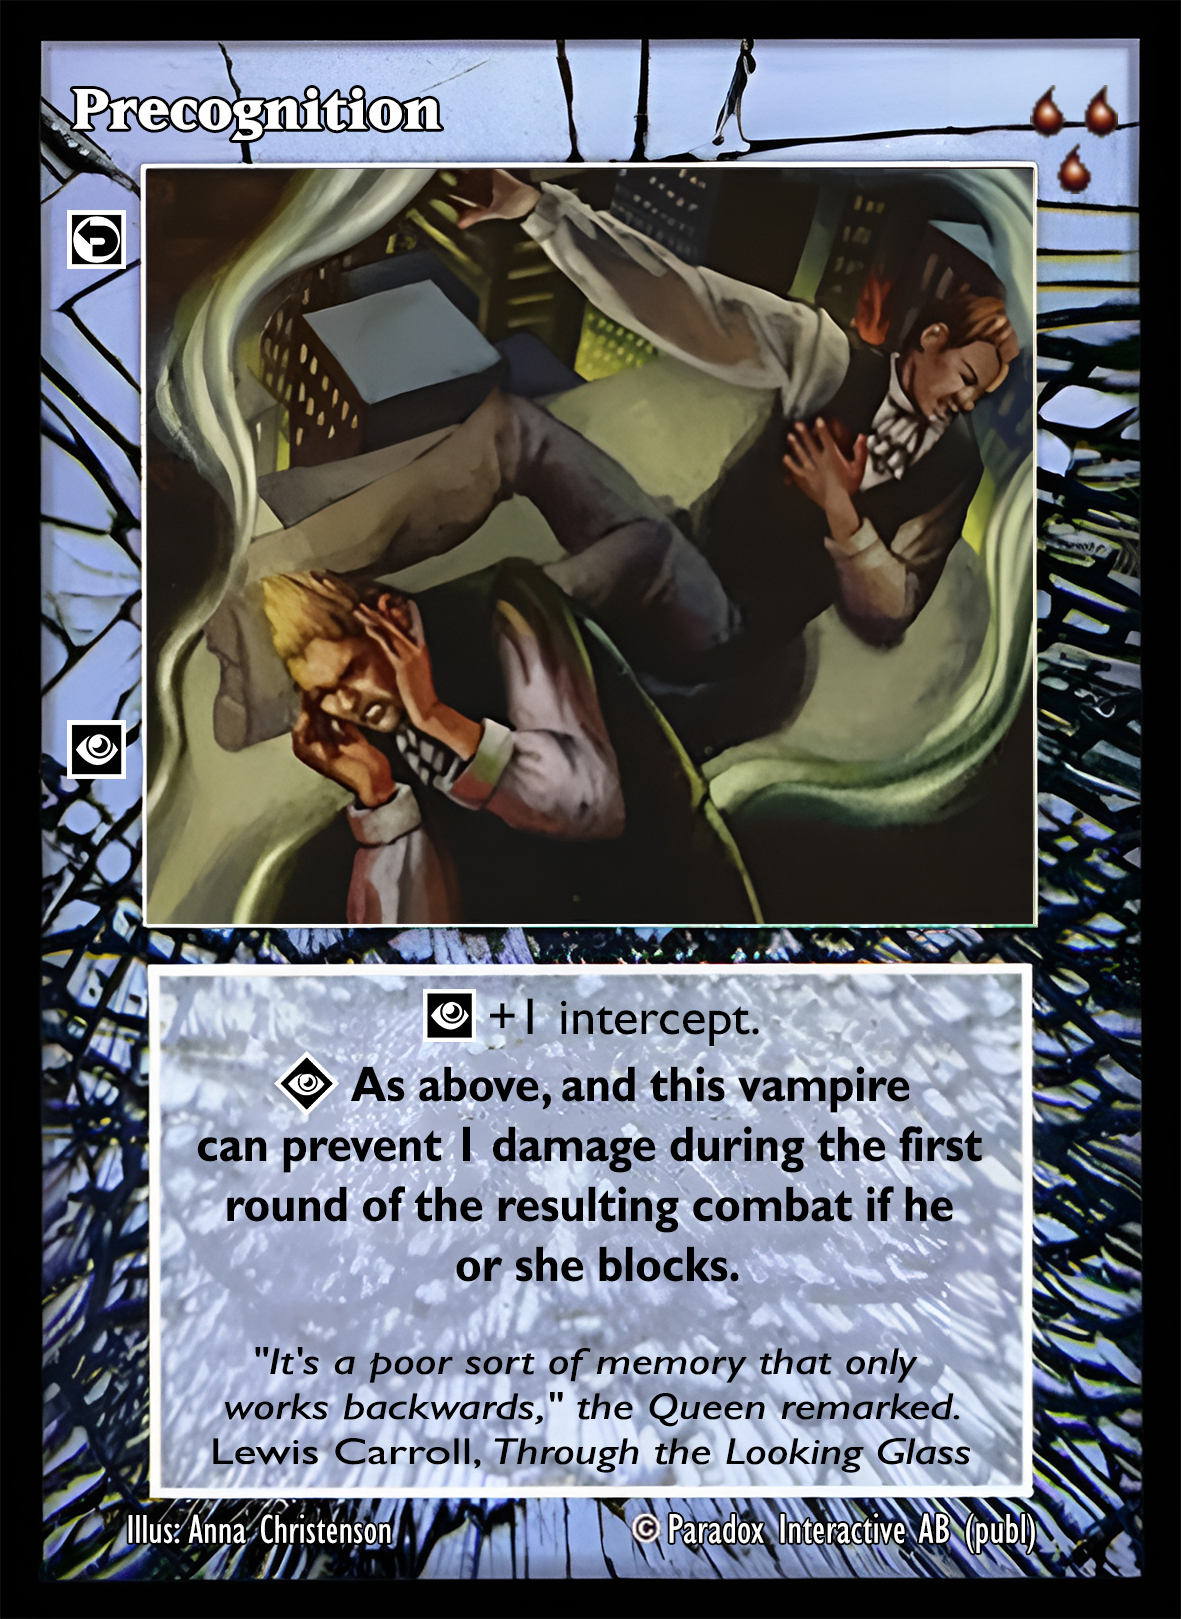 Precognition
+1 intercept.
As above, and this vampire
can prevent 1 damage during the first
round of the resulting combat if he
or she blocks.
"It's a poor sort of memory that only
works backwards," the Queen remarked.
Lewis Carroll, Through the Looking Glass
Illus: Anna Christenson
© Paradox Interactive AB (publ)